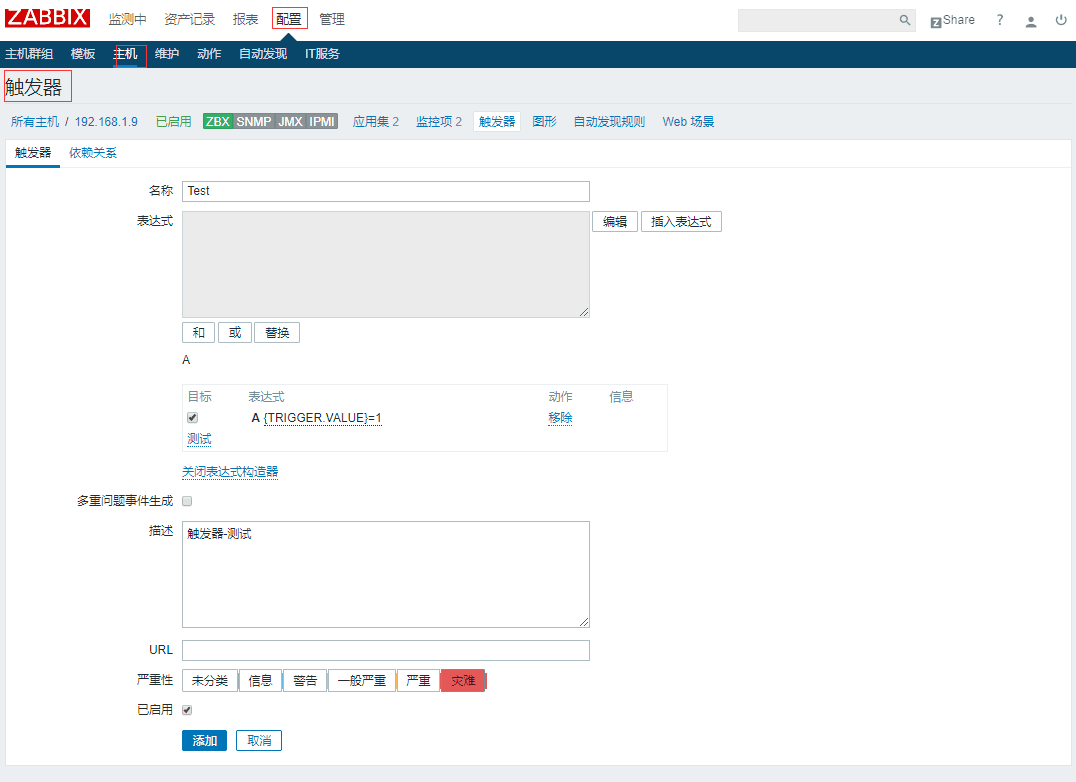 ZABBIX 监测中 资产记录 报表 配置 管理 Z Share ?
主机群组 模板 主机 维护 动作 自动发现 IT服务
触发器
所有主机 / 192.168.1.9 已启用 ZBX SNMP JMX IPMI 应用集 2 监控项 2 触发器 图形 自动发现规则 Web 场景
触发器 依赖关系
名称 Test
表达式 编辑 插入表达式
和 或 替换
A
目标 表达式 动作 信息
A {TRIGGER.VALUE}=1 移除
测试
关闭表达式构造器
多重问题事件生成
描述 触发器-测试
URL
严重性 未分类 信息 警告 一般严重 严重 灾难
已启用
添加 取消